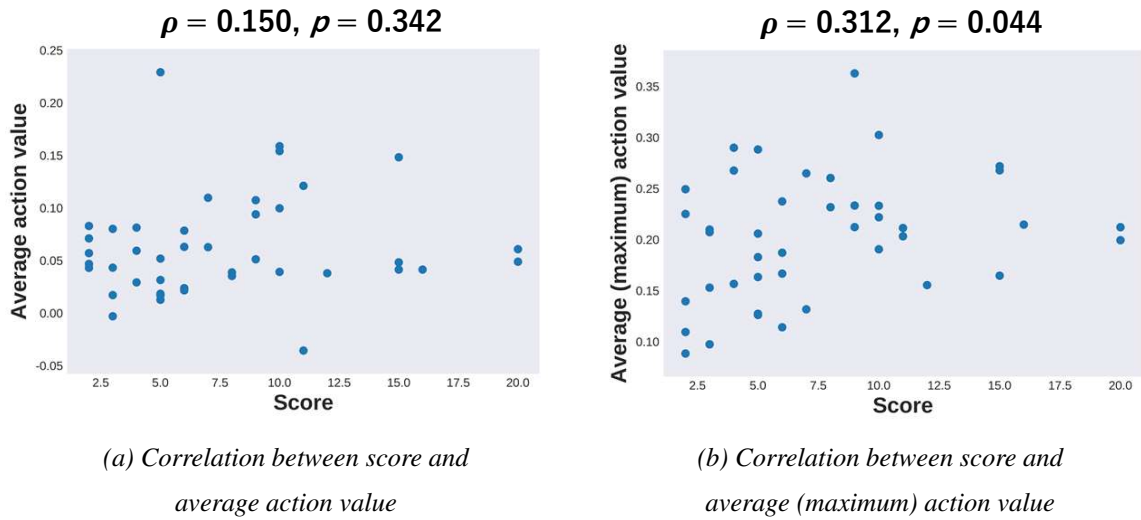 ρ = 0.150, p = 0.342
0.25
0.20
0.15
0.10
0.05
0.00
-0.05
Average action value
2.5 5.0 7.5 10.0 12.5 15.0 17.5 20.0
Score
(a) Correlation between score and
average action value
ρ = 0.312, p = 0.044
0.35
0.30
0.25
0.20
0.15
0.10
Average (maximum) action value
2.5 5.0 7.5 10.0 12.5 15.0 17.5 20.0
Score
(b) Correlation between score and
average (maximum) action value